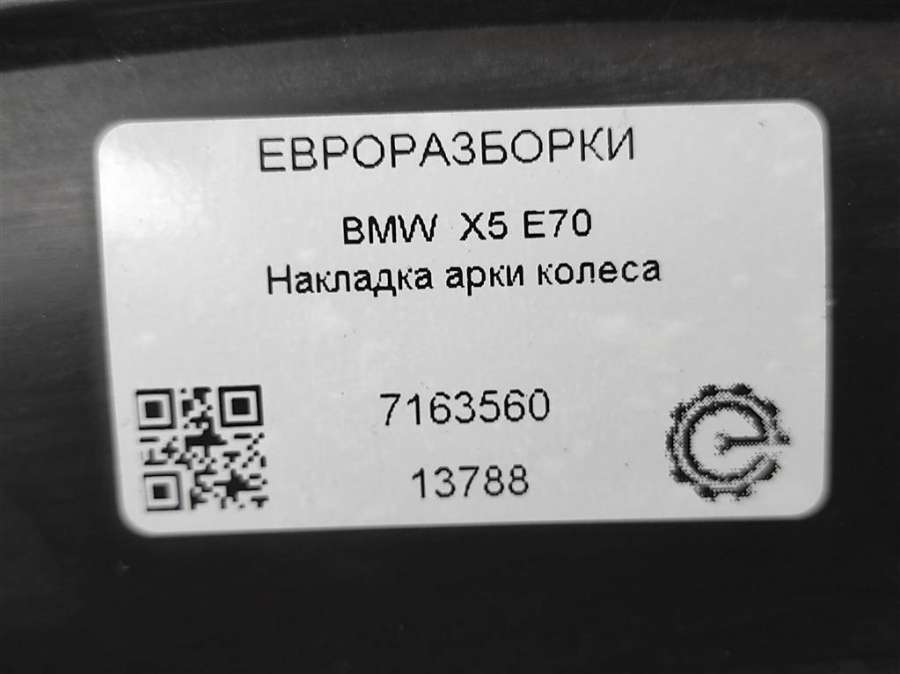 ЕВРОРАЗБОРКИ
BMW X5 E70
Накладка арки колеса
7163560
13788